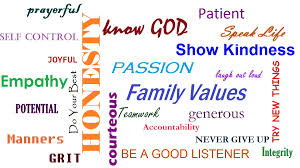 prayerful
know GOD
Patient
SELF CONTROL
Speak Life
Show Kindness
JOYFUL
HONESTY
PASSION
laugh out loud
Empathy
Do Your Best
Family Values
TRY NEW THINGS
POTENTIAL
courteous
Teamwork
generous
Accountability
Manners
NEVER GIVE UP
GRIT
BE A GOOD LISTENER
Integrity